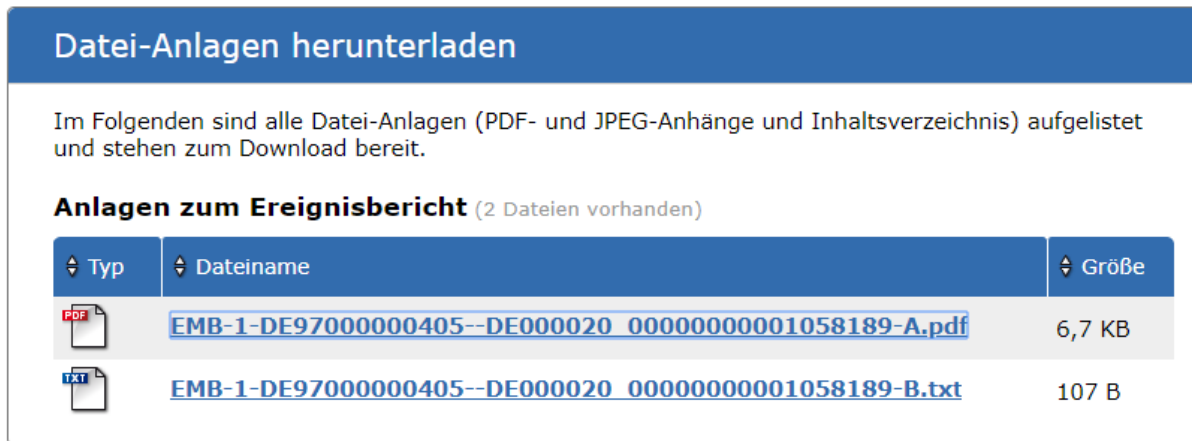 Datei-Anlagen herunterladen
Im Folgenden sind alle Datei-Anlagen (PDF- und JPEG-Anhänge und Inhaltsverzeichnis) aufgelistet
und stehen zum Download bereit.
Anlagen zum Ereignisbericht (2 Dateien vorhanden)
Typ Dateiname Größe
PDF EMB-1-DE97000000405--DE000020_00000000001058189-A.pdf 6,7 KB
TXT EMB-1-DE97000000405--DE000020_00000000001058189-B.txt 107 B